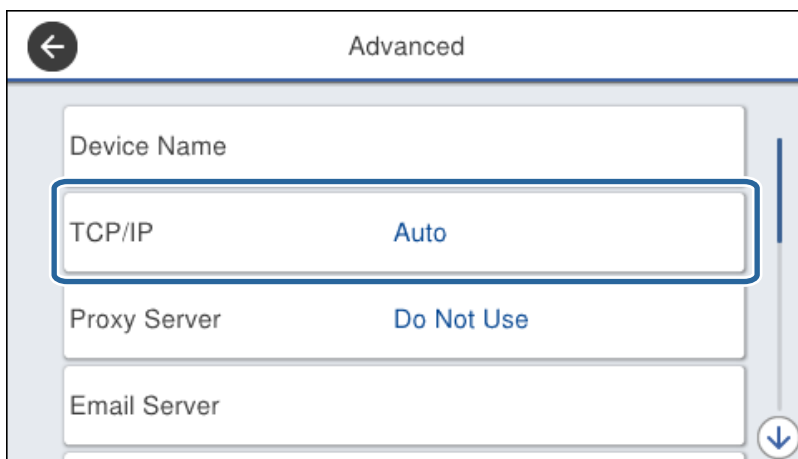 Advanced
Device Name
TCP/IP Auto
Proxy Server Do Not Use
Email Server